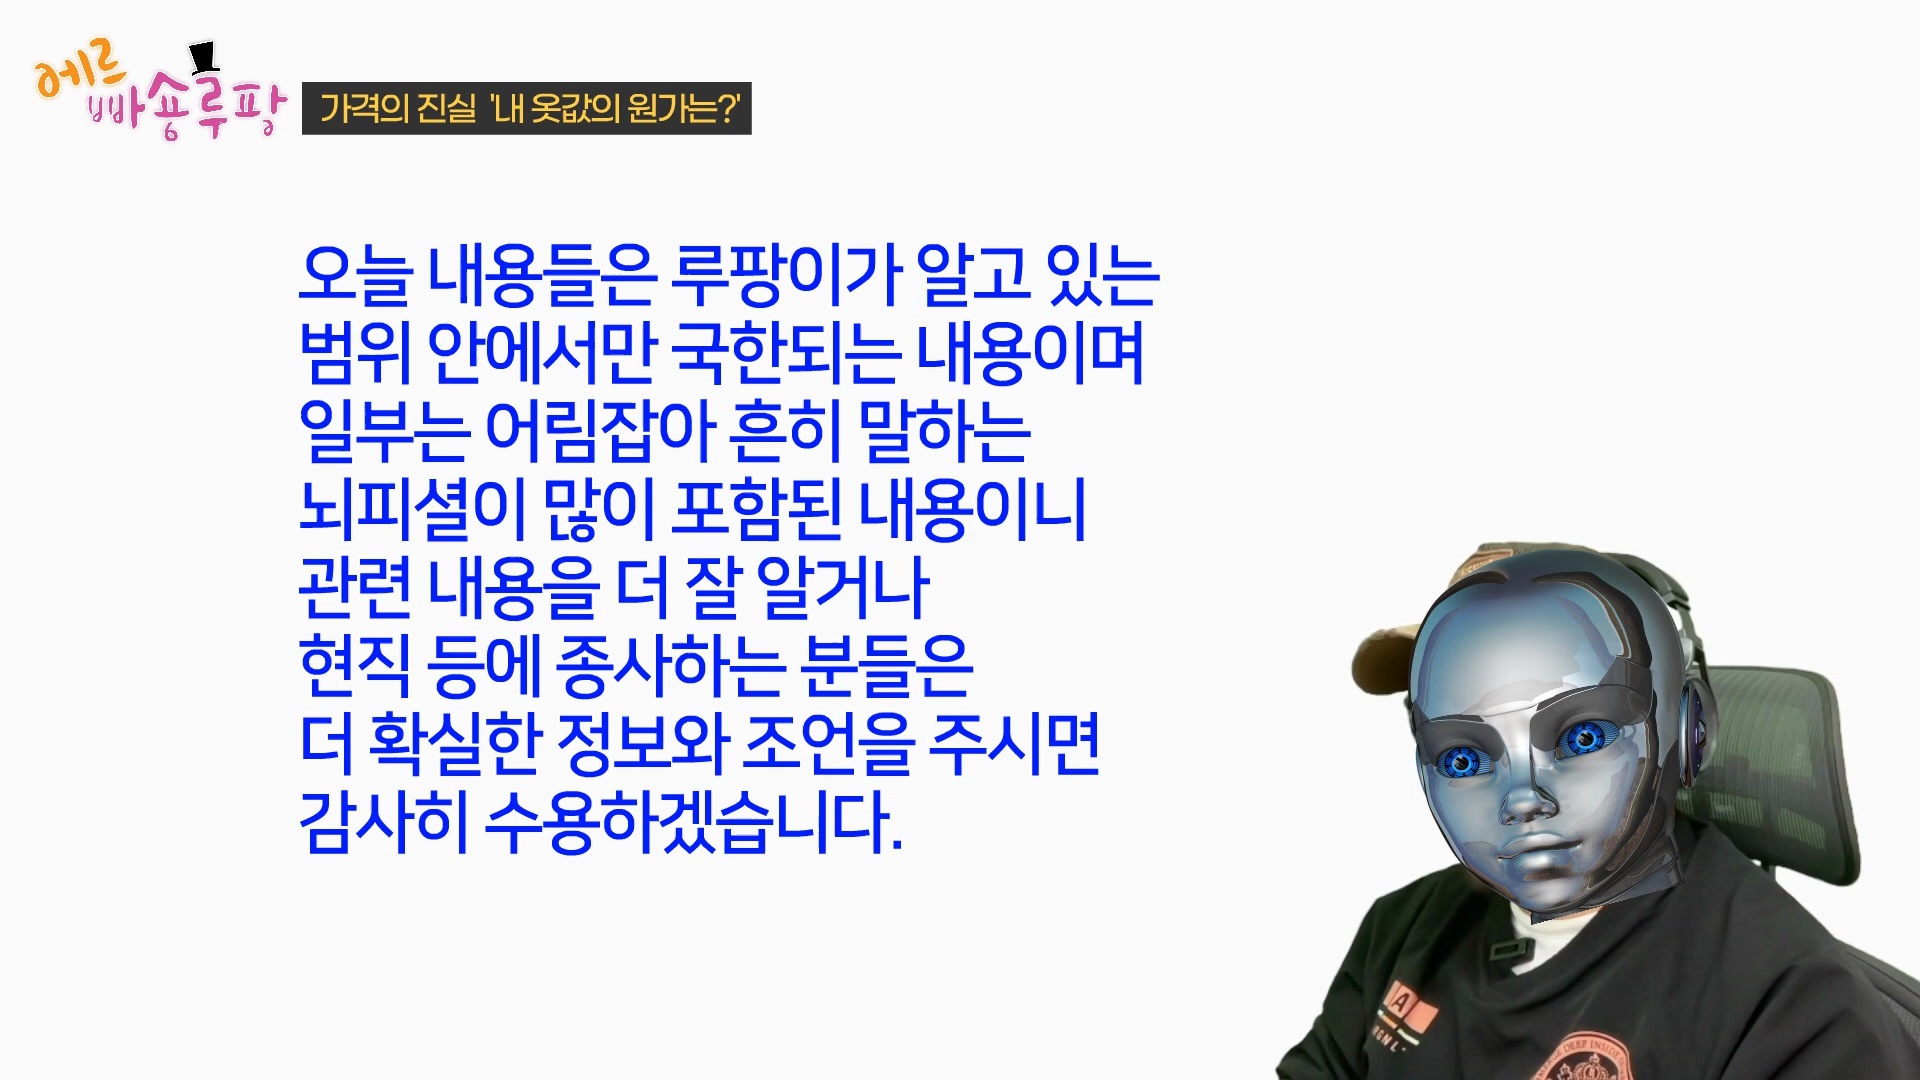 에르
빠숑루팡
가격의 진실 '내 옷값의 원가는?'
오늘 내용들은 루팡이가 알고 있는
범위 안에서만 국한되는 내용이며
일부는 어림잡아 흔히 말하는
뇌피셜이 많이 포함된 내용이니
관련 내용을 더 잘 알거나
현직 등에 종사하는 분들은
더 확실한 정보와 조언을 주시면
감사히 수용하겠습니다.
A
DEEP INSIDE